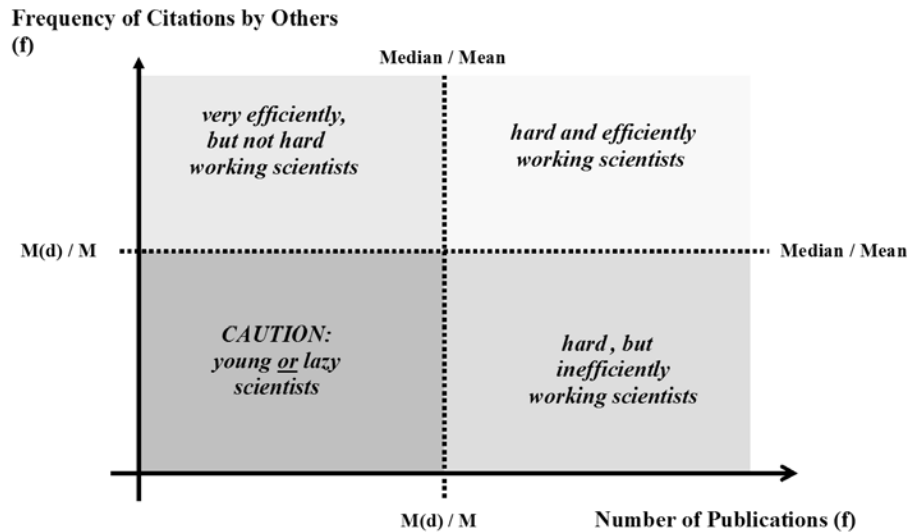 Frequency of Citations by Others
(f)
Median / Mean
very efficiently,
but not hard
working scientists
hard and efficiently
working scientists
M(d) / M
Median / Mean
CAUTION:
young or lazy
scientists
hard , but
inefficiently
working scientists
M(d) / M
Number of Publications (f)